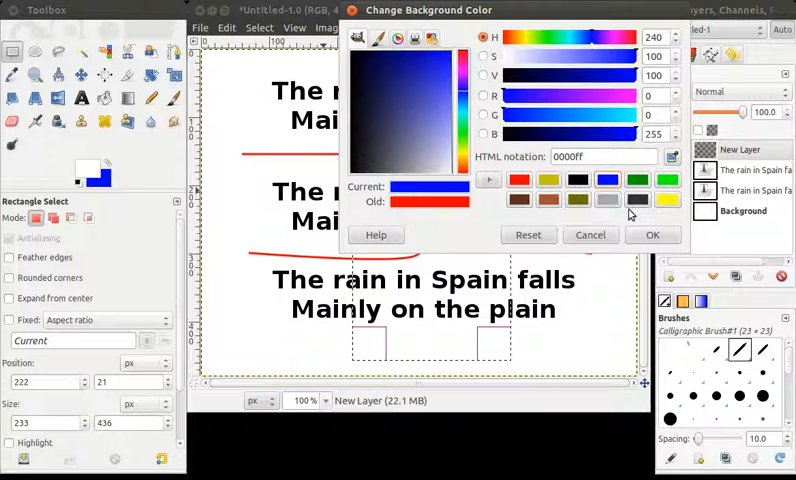 Toolbox
*Untitled-1.0 (RGB, 4
Change Background Color
Layers, Channels,
File Edit Select View
Auto
H 240
S 100
V 100
R 0
G 0
B 255
HTML notation: 0000ff
Current:
Old:
Help
Reset
Cancel
OK
Normal
100.0
New Layer
The rain in Spain fa
The rain in Spain fa
Background
Rectangle Select
Mode:
Antialiasing
Feather edges
Rounded corners
Expand from center
Fixed: Aspect ratio
Current
Position: px
222 21
Size: px
233 436
Highlight
0 100
The r
Mai
The r
Mai
The rain in Spain falls
Mainly on the plain
px 100 % New Layer (22.1 MB)
Brushes
Calligraphic Brush#1 (23 × 23)
Spacing: 10.0